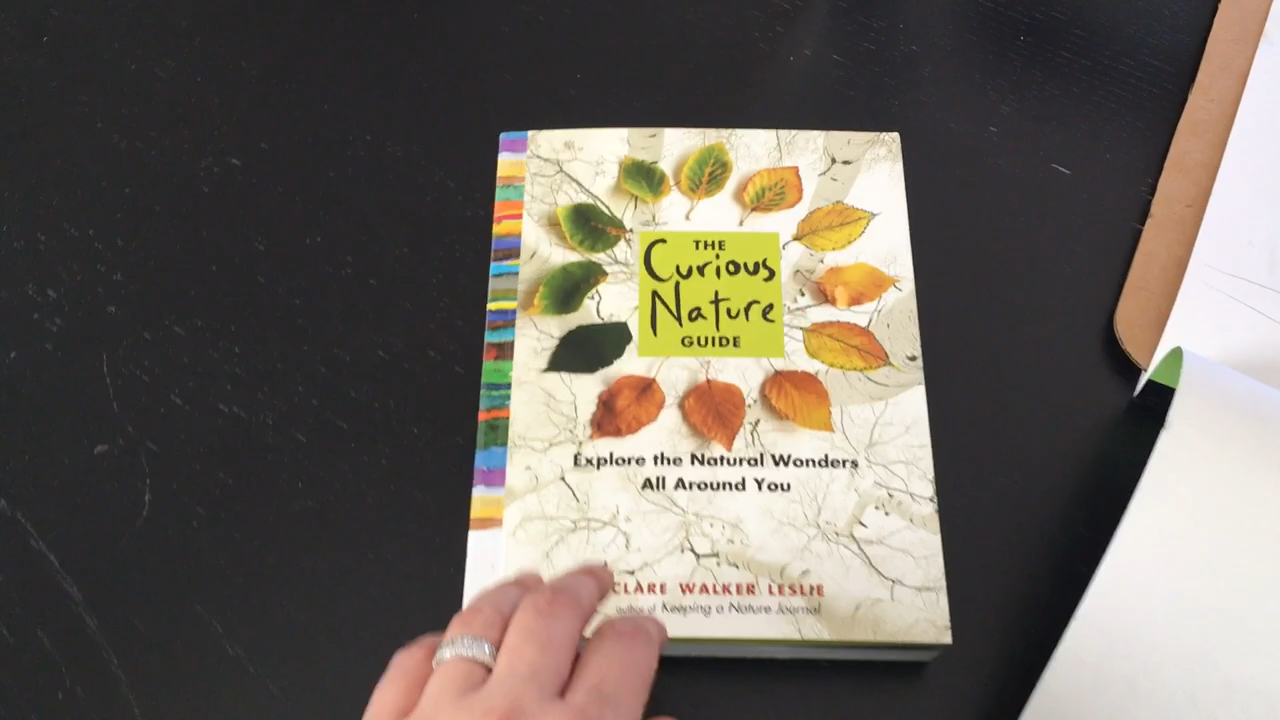 THE
Curious
Nature
GUIDE
Explore the Natural Wonders
All Around You
CLARE WALKER LESLIE
author of Keeping a Nature Journal